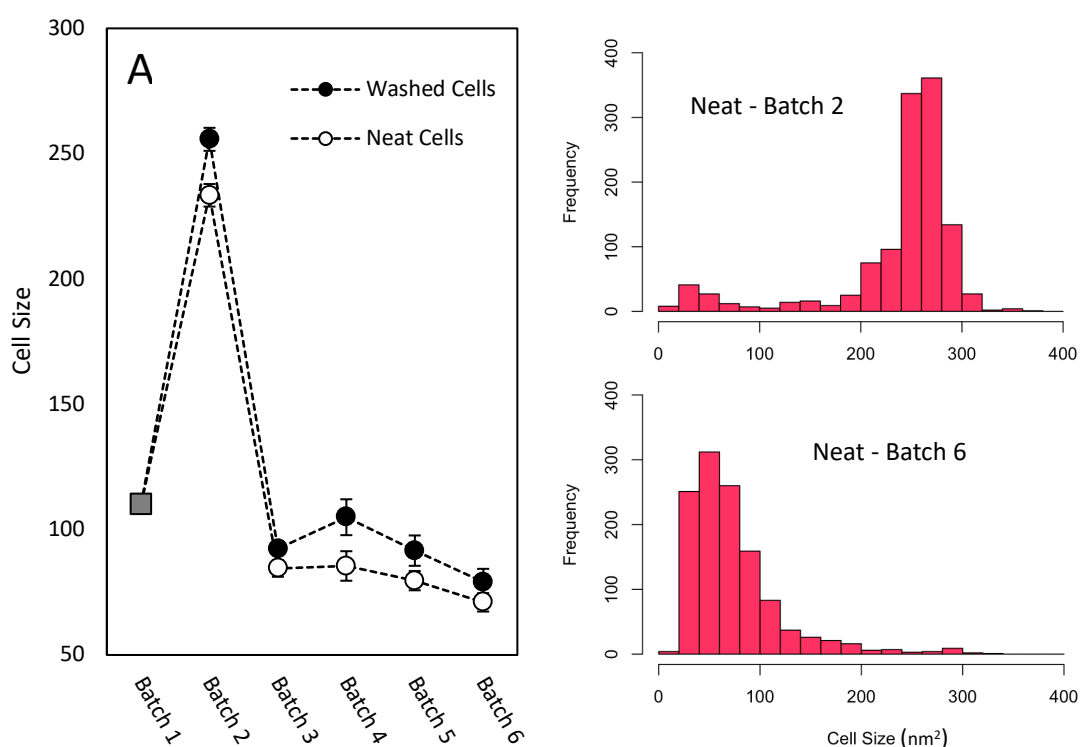 A
Washed Cells
Neat Cells
Cell Size
300
250
200
150
100
50
Batch 1
Batch 2
Batch 3
Batch 4
Batch 5
Batch 6
Neat - Batch 2
Frequency
400
300
200
100
0
0 100 200 300 400
Neat - Batch 6
Frequency
400
300
200
100
0
0 100 200 300 400
Cell Size (nm²)